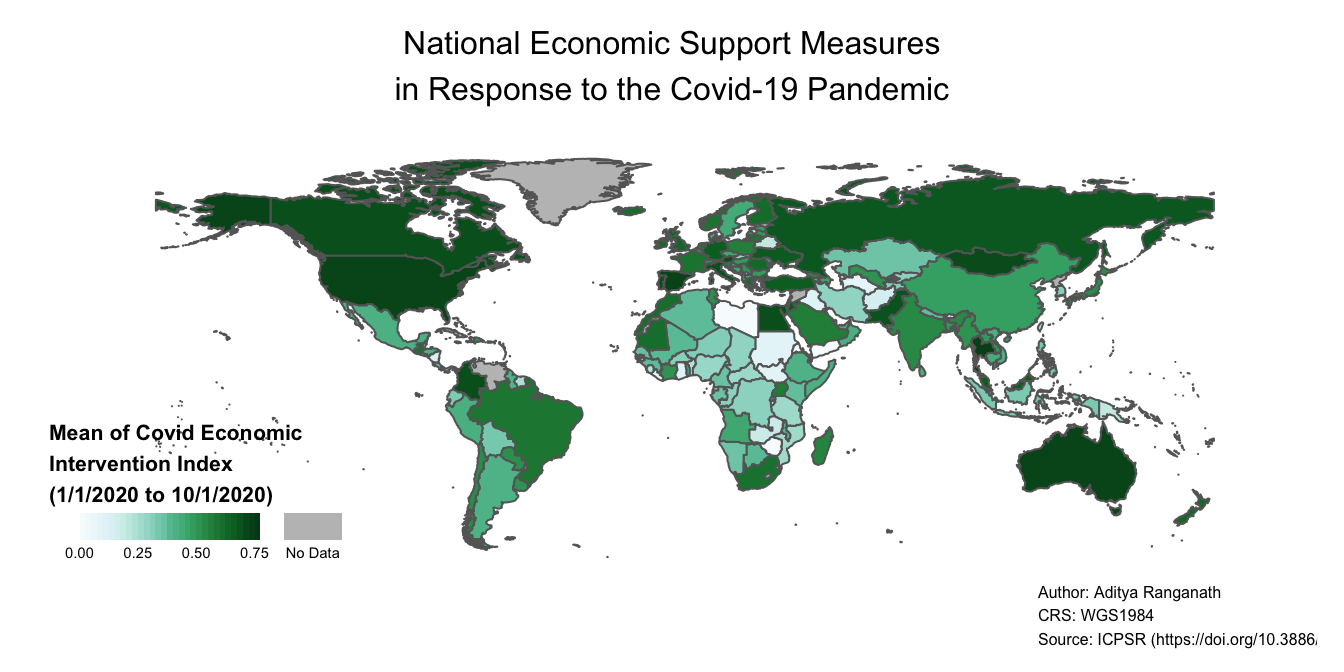 National Economic Support Measures
in Response to the Covid-19 Pandemic
Mean of Covid Economic
Intervention Index
(1/1/2020 to 10/1/2020)
0.00 0.25 0.50 0.75 No Data
Author: Aditya Ranganath
CRS: WGS1984
Source: ICPSR (https://doi.org/10.3886/